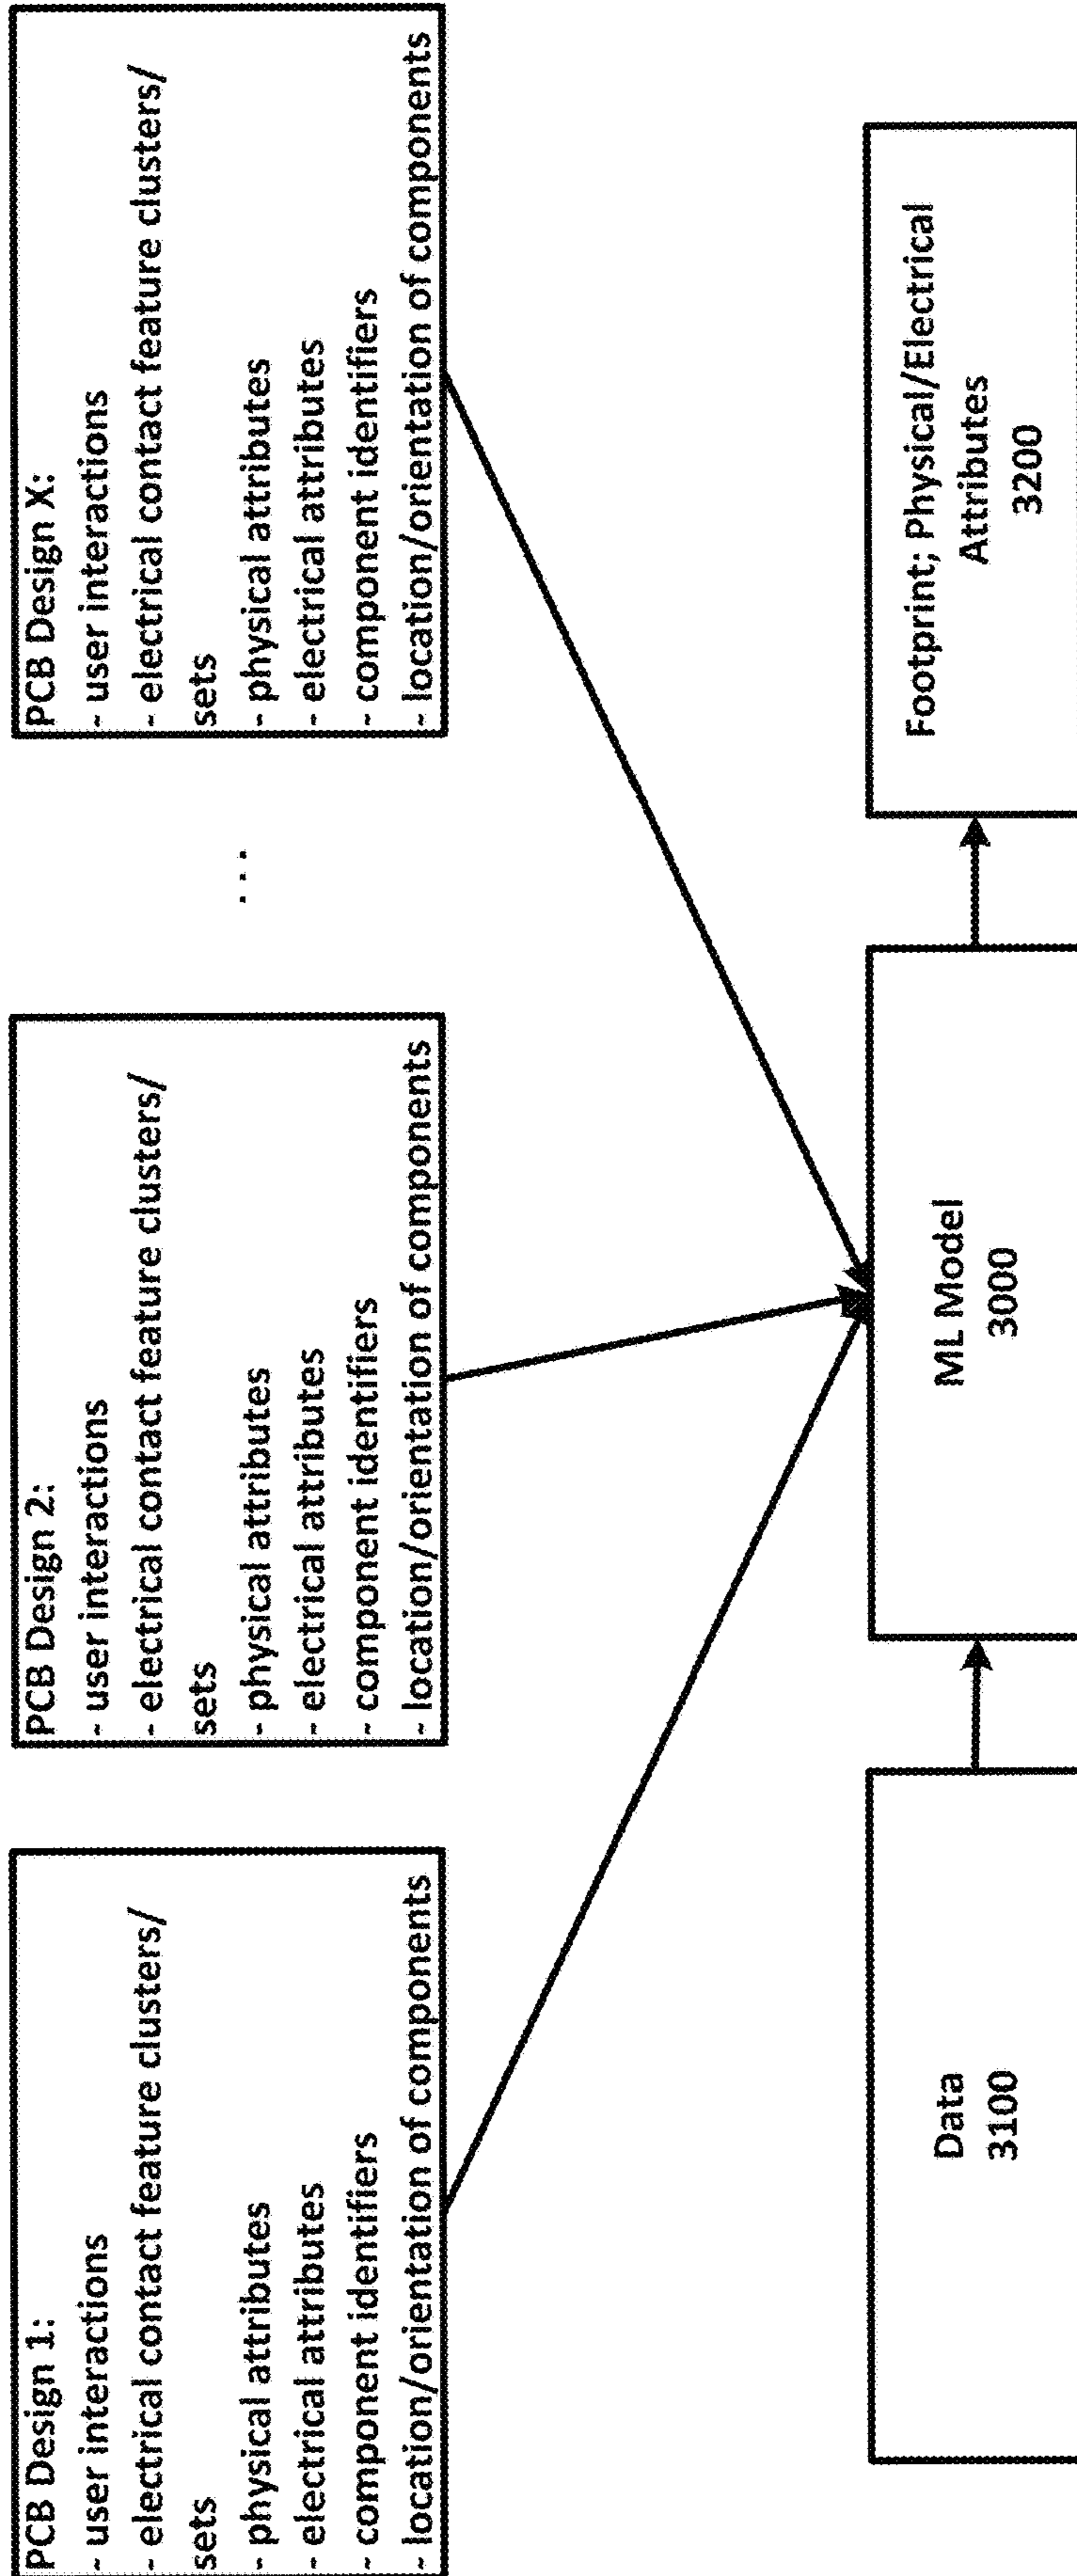 PCB Design 1:
- user interactions
- electrical contact feature clusters/
sets
- physical attributes
- electrical attributes
- component identifiers
- location/orientation of components
PCB Design 2:
- user interactions
- electrical contact feature clusters/
sets
- physical attributes
- electrical attributes
- component identifiers
- location/orientation of components
...
PCB Design X:
- user interactions
- electrical contact feature clusters/
sets
- physical attributes
- electrical attributes
- component identifiers
- location/orientation of components
Data
3100
ML Model
3000
Footprint; Physical/Electrical
Attributes
3200